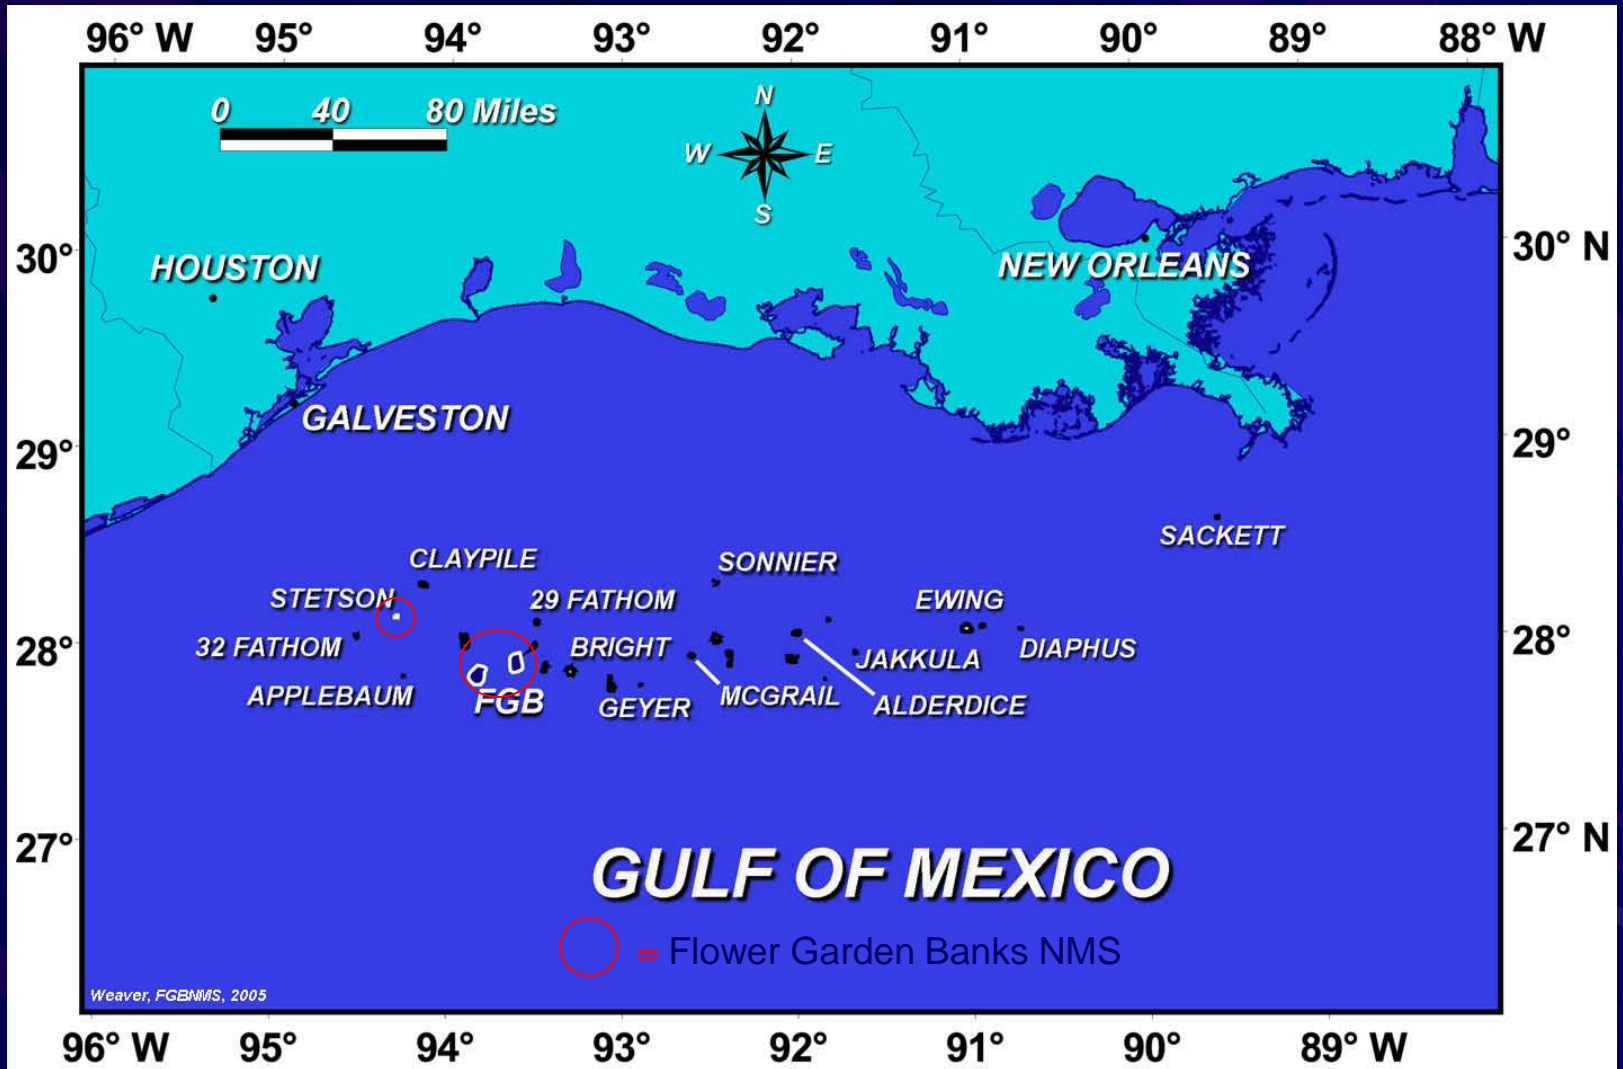 96° W 95° 94° 93° 92° 91° 90° 89° 88° W
0 40 80 Miles
N
W E
S
30° 30° N
HOUSTON NEW ORLEANS
GALVESTON
29° 29°
SACKETT
CLAYPILE SONNIER
STETSON 29 FATHOM EWING
28° 32 FATHOM BRIGHT JAKKULA DIAPHUS 28°
APPLEBAUM FGB GEYER MCGRAIL ALDERDICE
27° 27° N
GULF OF MEXICO
= Flower Garden Banks NMS
Weaver, FGBNMS, 2005
96° W 95° 94° 93° 92° 91° 90° 89° W